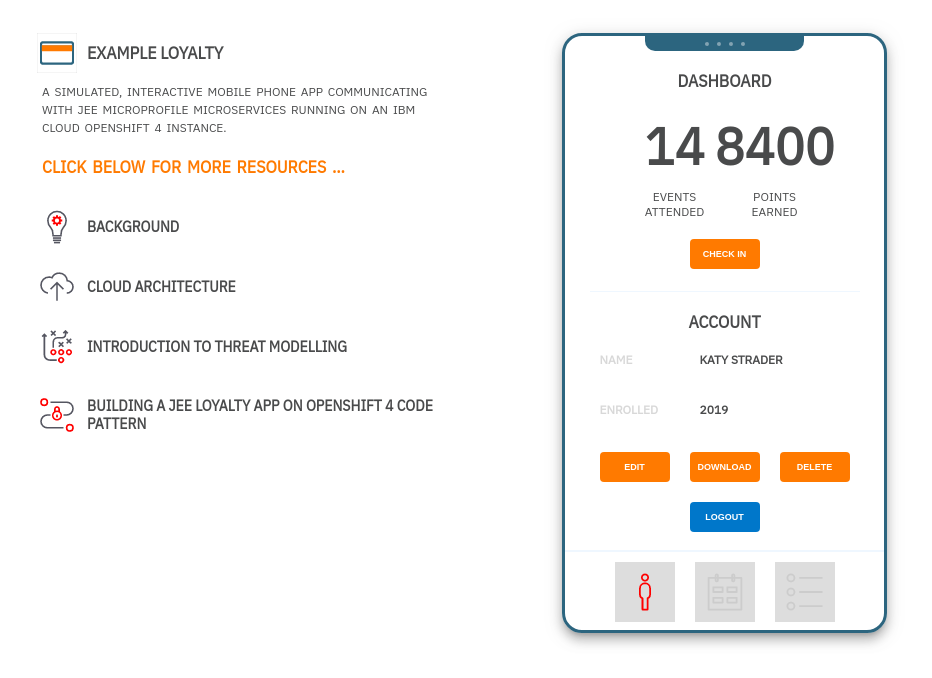 EXAMPLE LOYALTY
A SIMULATED, INTERACTIVE MOBILE PHONE APP COMMUNICATING
WITH JEE MICROPROFILE MICROSERVICES RUNNING ON AN IBM
CLOUD OPENSHIFT 4 INSTANCE.
CLICK BELOW FOR MORE RESOURCES ...
BACKGROUND
CLOUD ARCHITECTURE
INTRODUCTION TO THREAT MODELLING
BUILDING A JEE LOYALTY APP ON OPENSHIFT 4 CODE
PATTERN
DASHBOARD
14 8400
EVENTS ATTENDED
POINTS EARNED
CHECK IN
ACCOUNT
NAME KATY STRADER
ENROLLED 2019
EDIT DOWNLOAD DELETE
LOGOUT